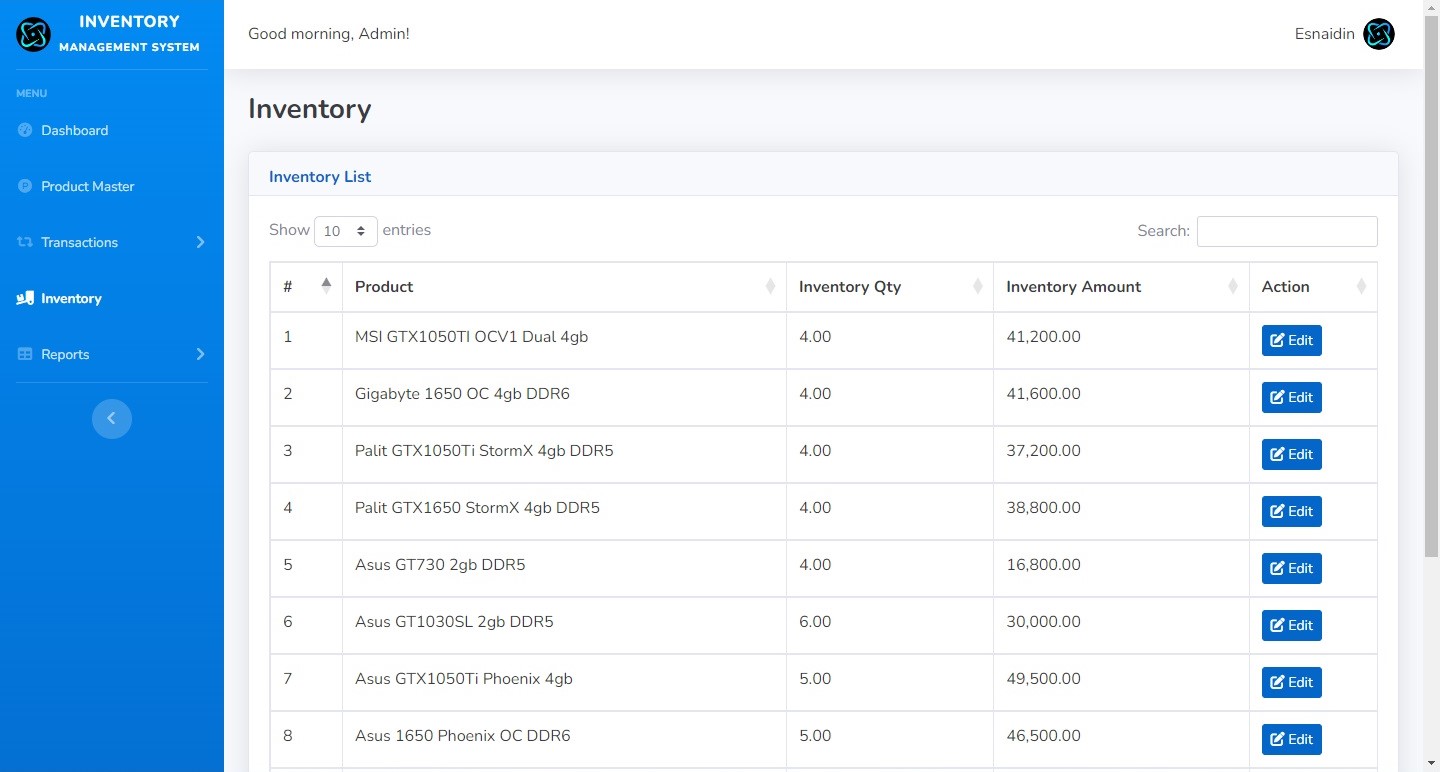 INVENTORY
MANAGEMENT SYSTEM
MENU
Dashboard
Product Master
Transactions
Inventory
Reports
Good morning, Admin!
Esnaidin
Inventory
Inventory List
Show 10 entries
Search:
# Product Inventory Qty Inventory Amount Action
1 MSI GTX1050TI OCV1 Dual 4gb 4.00 41,200.00 Edit
2 Gigabyte 1650 OC 4gb DDR6 4.00 41,600.00 Edit
3 Palit GTX1050Ti StormX 4gb DDR5 4.00 37,200.00 Edit
4 Palit GTX1650 StormX 4gb DDR5 4.00 38,800.00 Edit
5 Asus GT730 2gb DDR5 4.00 16,800.00 Edit
6 Asus GT1030SL 2gb DDR5 6.00 30,000.00 Edit
7 Asus GTX1050Ti Phoenix 4gb 5.00 49,500.00 Edit
8 Asus 1650 Phoenix OC DDR6 5.00 46,500.00 Edit